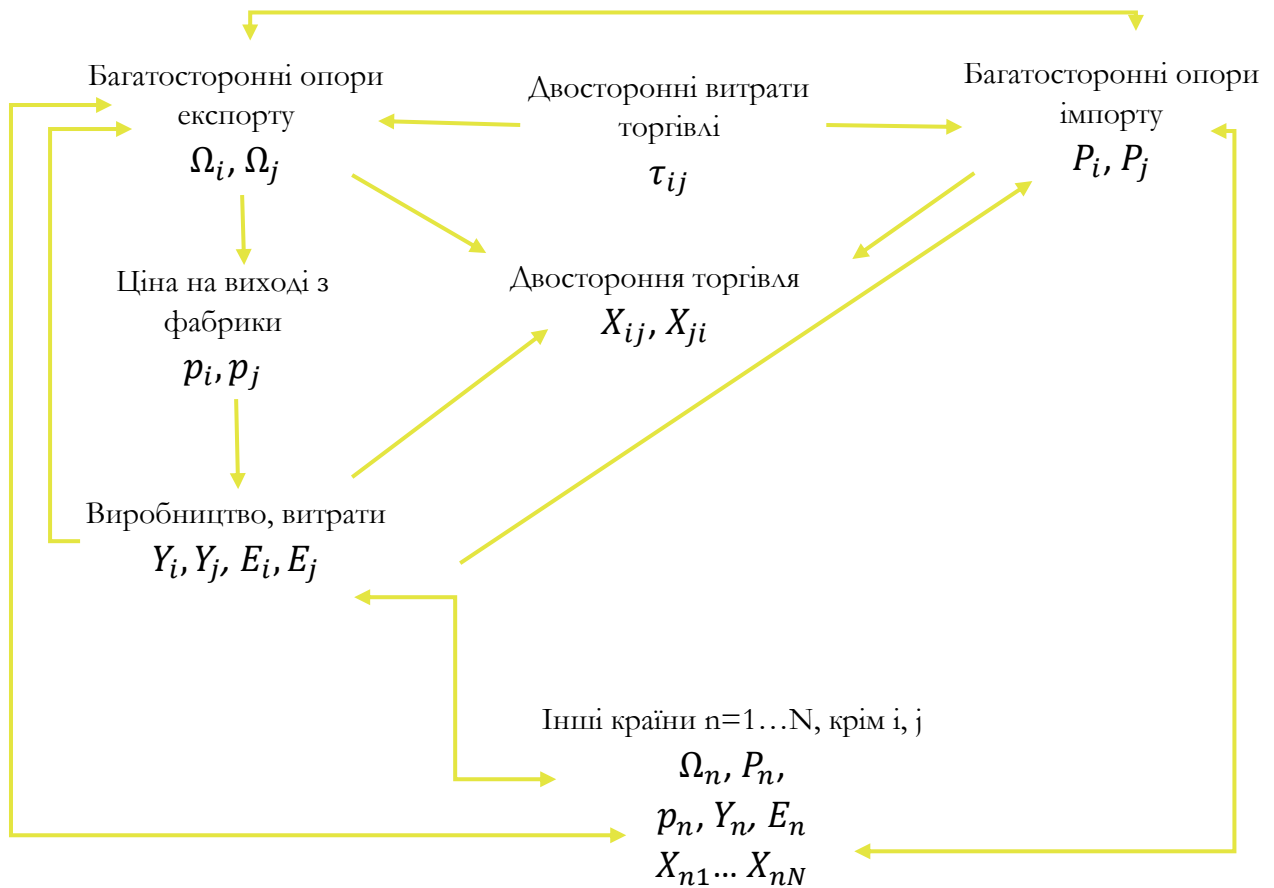 Багатосторонні опори
експорту
Ωᵢ, Ωⱼ
Двосторонні витрати
торгівлі
τᵢⱼ
Багатосторонні опори
імпорту
Pᵢ, Pⱼ
Ціна на виході з
фабрики
pᵢ, pⱼ
Двостороння торгівля
Xᵢⱼ, Xⱼᵢ
Виробництво, витрати
Yᵢ, Yⱼ, Eᵢ, Eⱼ
Інші країни n=1…N, крім i, j
Ωₙ, Pₙ,
pₙ, Yₙ, Eₙ
Xₙ₁… X_{nN}